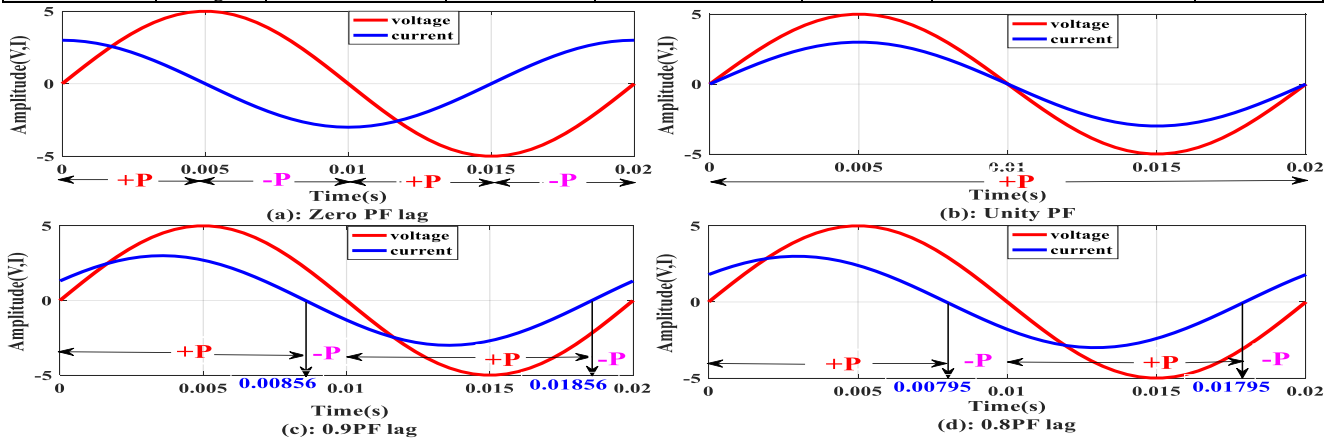 voltage
current
Amplitude(V,I)
5
0
−5
0 0.005 0.01 0.015 0.02
+P -P +P -P
Time(s)
(a): Zero PF lag
voltage
current
Amplitude(V,I)
5
0
−5
0 0.005 0.01 0.015 0.02
+P
Time(s)
(b): Unity PF
voltage
current
Amplitude(V,I)
5
0
−5
+P -P +P -P
0.00856 0.01856
0 0.005 0.01 0.015 0.02
Time(s)
(c): 0.9PF lag
voltage
current
Amplitude(V,I)
5
0
−5
+P -P +P -P
0.00795 0.01795
0 0.005 0.01 0.015 0.02
Time(s)
(d): 0.8PF lag